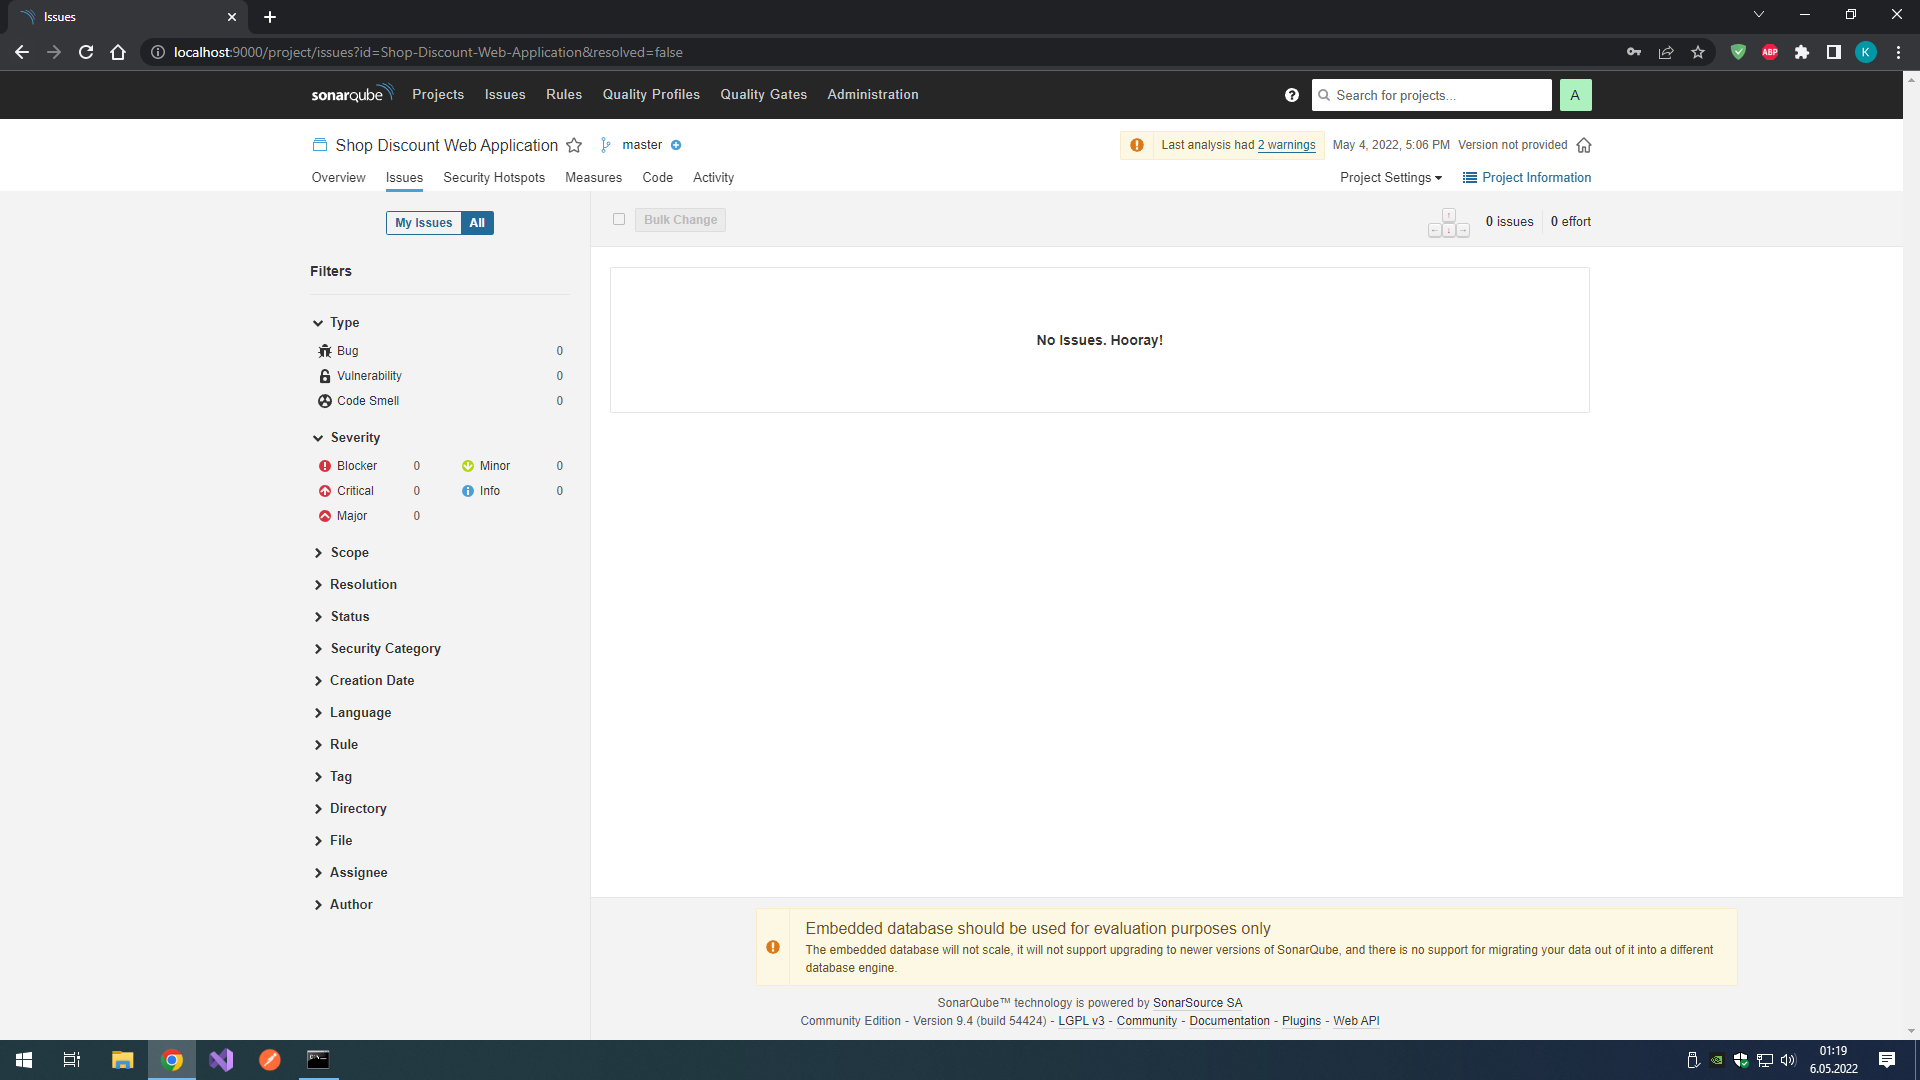 Issues
localhost:9000/project/issues?id=Shop-Discount-Web-Application&resolved=false
ABP
K
sonarqube
Projects
Issues
Rules
Quality Profiles
Quality Gates
Administration
Search for projects...
A
Shop Discount Web Application
master
Last analysis had 2 warnings
May 4, 2022, 5:06 PM
Version not provided
Overview
Issues
Security Hotspots
Measures
Code
Activity
Project Settings
Project Information
My Issues
All
Bulk Change
0 issues
0 effort
Filters
Type
Bug 0
Vulnerability 0
Code Smell 0
Severity
Blocker 0
Minor 0
Critical 0
Info 0
Major 0
Scope
Resolution
Status
Security Category
Creation Date
Language
Rule
Tag
Directory
File
Assignee
Author
No Issues. Hooray!
Embedded database should be used for evaluation purposes only
The embedded database will not scale, it will not support upgrading to newer versions of SonarQube, and there is no support for migrating your data out of it into a different
database engine.
SonarQube™ technology is powered by SonarSource SA
Community Edition - Version 9.4 (build 54424) - LGPL v3 - Community - Documentation - Plugins - Web API
01:19
6.05.2022